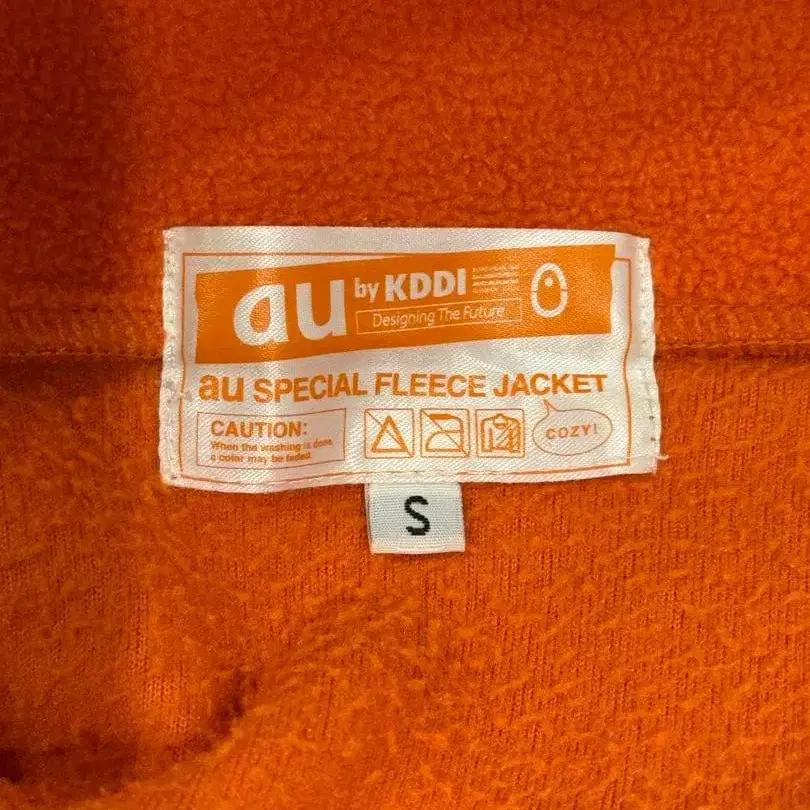 au by KDDI
Designing The Future
au SPECIAL FLEECE JACKET
CAUTION:
When the washing is done,
a color may be faded.
COZY!
S